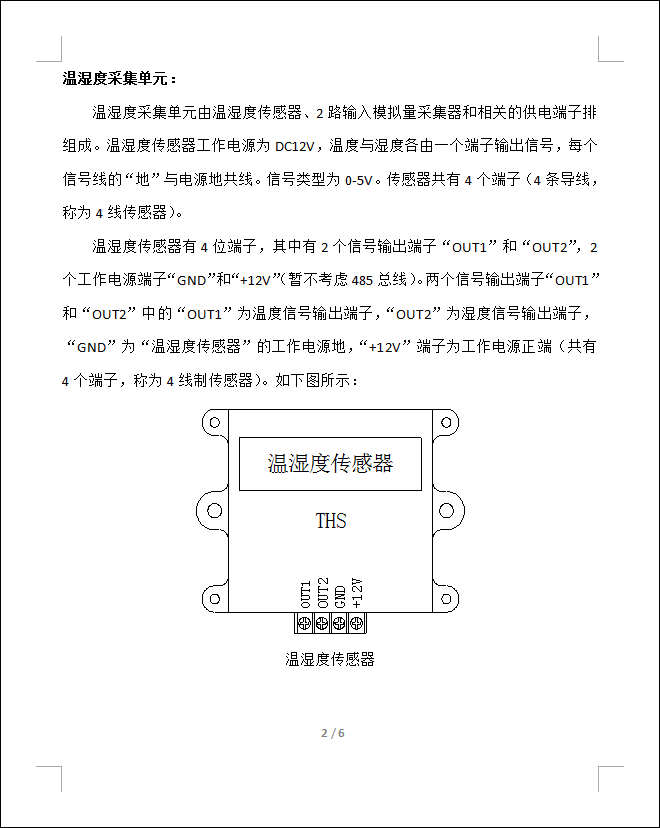 温湿度采集单元：
温湿度采集单元由温湿度传感器、2 路输入模拟量采集器和相关的供电端子排
组成。温湿度传感器工作电源为 DC12V，温度与湿度各由一个端子输出信号，每个
信号线的“地”与电源地共线。信号类型为 0-5V。传感器共有 4 个端子（4 条导线，
称为 4 线传感器）。
温湿度传感器有 4 位端子，其中有 2 个信号输出端子“OUT1”和“OUT2”，2
个工作电源端子“GND”和“+12V”（暂不考虑 485 总线）。两个信号输出端子“OUT1”
和“OUT2”中的“OUT1”为温度信号输出端子，“OUT2”为湿度信号输出端子，
“GND”为“温湿度传感器”的工作电源地，“+12V”端子为工作电源正端（共有
4 个端子，称为 4 线制传感器）。如下图所示：
温湿度传感器
THS
OUT1
OUT2
GND
+12V
温湿度传感器
2 / 6